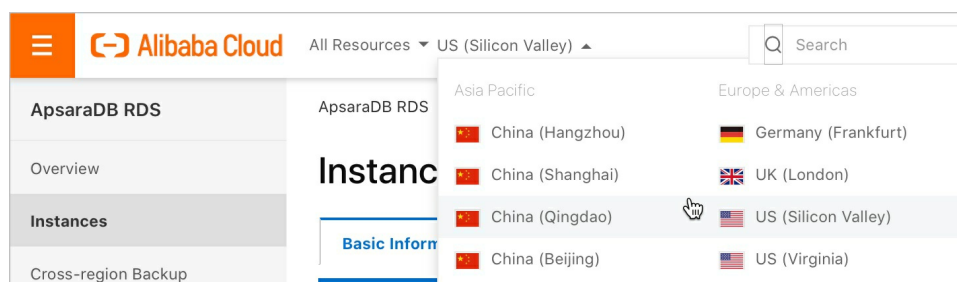 Alibaba Cloud All Resources US (Silicon Valley) Search
ApsaraDB RDS
Overview
Instances
Cross-region Backup
ApsaraDB RDS
Instanc
Basic Inform
Asia Pacific
China (Hangzhou)
China (Shanghai)
China (Qingdao)
China (Beijing)
Europe & Americas
Germany (Frankfurt)
UK (London)
US (Silicon Valley)
US (Virginia)